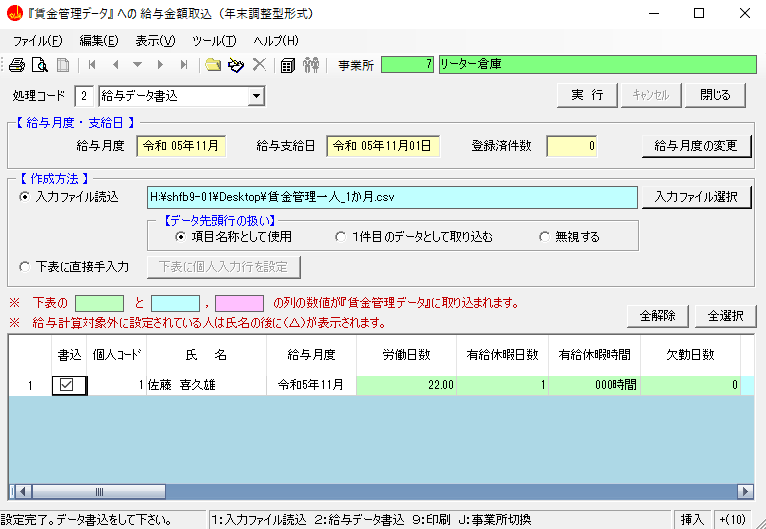 『賃金管理データ』への 給与金額取込 （年末調整型形式）
ファイル(F) 編集(E) 表示(V) ツール(T) ヘルプ(H)
事業所 7 リーター倉庫
処理コード 2 給与データ書込 実 行 キャンセル 閉じる
【 給与月度・支給日 】
給与月度 令和 05年11月 給与支給日 令和 05年11月01日 登録済件数 0 給与月度の変更
【 作成方法 】
入力ファイル読込 H:¥shfb9-01¥Desktop¥賃金管理一人_1か月.csv 入力ファイル選択
【データ先頭行の扱い】
項目名称として使用 1件目のデータとして取り込む 無視する
下表に直接手入力 下表に個人入力行を設定
※ 下表の と , の列の数値が『賃金管理データ』に取り込まれます。
※ 給与計算対象外に設定されている人は氏名の後に(△)が表示されます。 全解除 全選択
書込 個人コード 氏 名 給与月度 労働日数 有給休暇日数 有給休暇時間 欠勤日数
1 1 佐藤 喜久雄 令和5年11月 22.00 1 000時間 0
設定完了。データ書込をして下さい。 1:入力ファイル読込 2:給与データ書込 9:印刷 J:事業所切換 挿入 +(10)